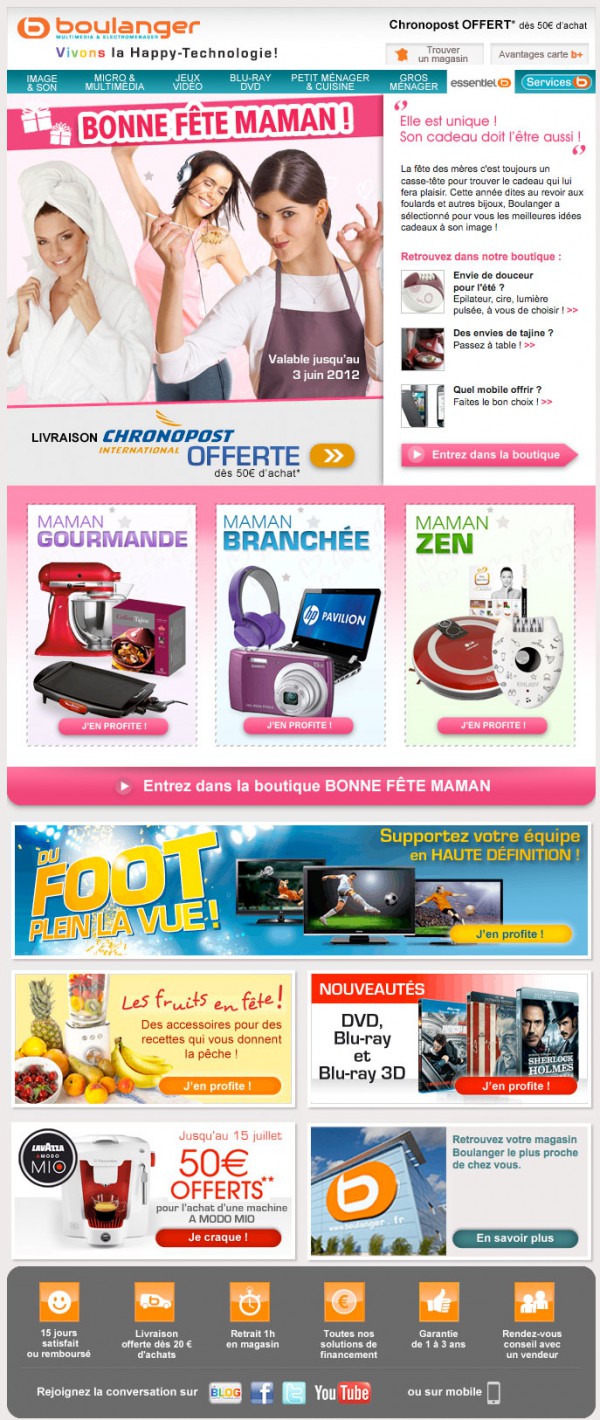 boulanger
MULTIMEDIA & ELECTROMENAGER
Vivons la Happy-Technologie!
Chronopost OFFERT* dès 50€ d'achat
Trouver
un magasin
Avantages carte b+
IMAGE
& SON
MICRO &
MULTIMEDIA
JEUX
VIDÉO
BLU-RAY
DVD
PETIT MÉNAGER
& CUISINE
GROS
MÉNAGER
essentiel b
Services b
BONNE FÊTE MAMAN !
Valable jusqu'au
3 juin 2012
LIVRAISON CHRONOPOST
INTERNATIONAL
OFFERTE
dès 50€ d'achat*
Elle est unique !
Son cadeau doit l'être aussi !
La fête des mères c'est toujours un
casse-tête pour trouver le cadeau qui lui
fera plaisir. Cette année dites au revoir aux
foulards et autres bijoux, Boulanger a
sélectionné pour vous les meilleures idées
cadeaux à son image !
Retrouvez dans notre boutique :
Envie de douceur
pour l'été ?
Epilateur, cire, lumière
pulsée, à vous de choisir ! >>
Des envies de tajine ?
Passez à table ! >>
Quel mobile offrir ?
Faites le bon choix ! >>
Entrez dans la boutique
MAMAN
GOURMANDE
J'EN PROFITE !
MAMAN
BRANCHÉE
hp PAVILION
J'EN PROFITE !
MAMAN
ZEN
J'EN PROFITE !
Entrez dans la boutique BONNE FÊTE MAMAN
DU
FOOT
PLEIN LA VUE !
Supportez votre équipe
en HAUTE DÉFINITION !
J'en profite !
Les fruits en fête !
Des accessoires pour des
recettes qui vous donnent
la pêche !
J'en profite !
NOUVEAUTÉS
DVD,
Blu-ray
et
Blu-ray 3D
SHERLOCK
HOLMES
J'en profite !
LAVAZZA
A MODO
MIO
Jusqu'au 15 juillet
50€
OFFERTS**
pour l'achat d'une machine
A MODO MIO
Je craque !
www.boulanger.fr
Retrouvez votre magasin
Boulanger le plus proche
de chez vous.
En savoir plus
15 jours
satisfait
ou remboursé
Livraison
offerte dès 20 €
d'achats
Retrait 1h
en magasin
Toutes nos
solutions de
financement
Garantie
de 1 à 3 ans
Rendez-vous
conseil avec
un vendeur
Rejoignez la conversation sur
BLOG
You Tube
ou sur mobile